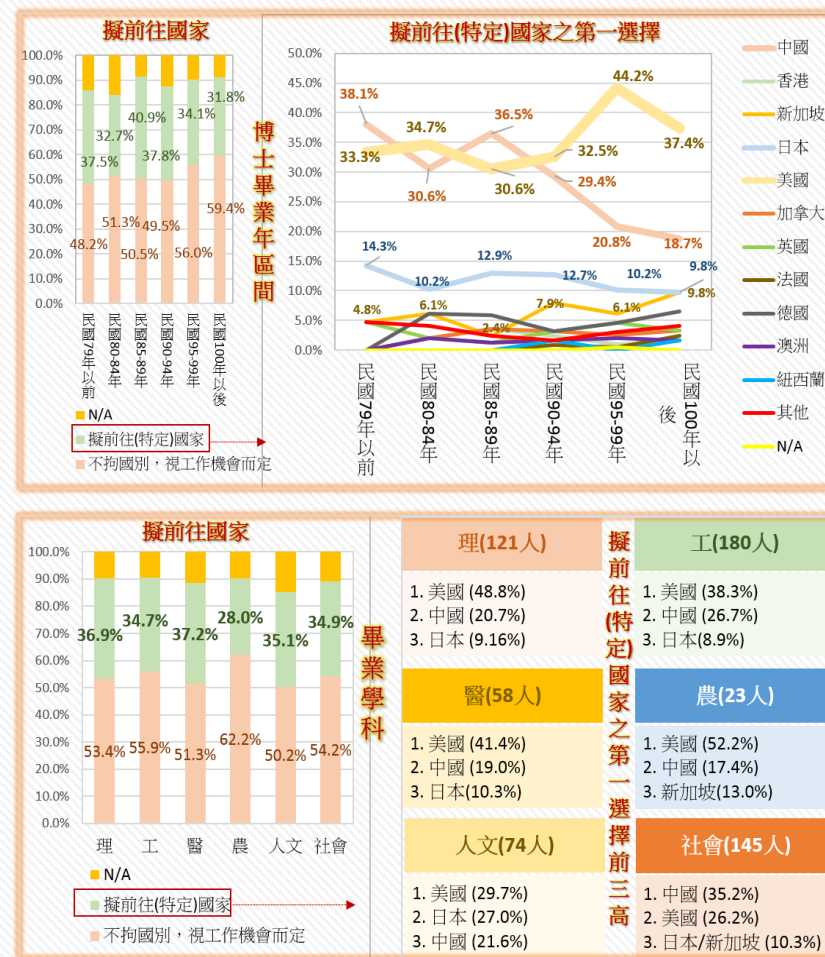 擬前往國家
100.0%
90.0%
80.0%
70.0%
60.0%
50.0%
40.0%
30.0%
20.0%
10.0%
0.0%
37.5%
32.7%
40.9%
37.8%
34.1%
31.8%
48.2%
51.3%
50.5%
49.5%
56.0%
59.4%
民國79年以前
民國80-84年
民國85-89年
民國90-94年
民國95-99年
民國100年以後
N/A
擬前往(特定)國家
不拘國別，視工作機會而定
博士畢業年區間
擬前往(特定)國家之第一選擇
50.0%
45.0%
40.0%
35.0%
30.0%
25.0%
20.0%
15.0%
10.0%
5.0%
0.0%
38.1%
33.3%
34.7%
30.6%
36.5%
30.6%
32.5%
29.4%
44.2%
20.8%
37.4%
18.7%
14.3%
10.2%
12.9%
12.7%
10.2%
9.8%
9.8%
4.8%
6.1%
2.4%
7.9%
6.1%
民國79年以前
民國80-84年
民國85-89年
民國90-94年
民國95-99年
民國100年以後
中國
香港
新加坡
日本
美國
加拿大
英國
法國
德國
澳洲
紐西蘭
其他
N/A
擬前往國家
100.0%
90.0%
80.0%
70.0%
60.0%
50.0%
40.0%
30.0%
20.0%
10.0%
0.0%
36.9%
34.7%
37.2%
28.0%
35.1%
34.9%
53.4%
55.9%
51.3%
62.2%
50.2%
54.2%
理
工
醫
農
人文
社會
N/A
擬前往(特定)國家
不拘國別，視工作機會而定
畢業學科
擬前往(特定)國家之第一選擇前三高
理(121人)
1. 美國 (48.8%)
2. 中國 (20.7%)
3. 日本 (9.16%)
工(180人)
1. 美國 (38.3%)
2. 中國 (26.7%)
3. 日本(8.9%)
醫(58人)
1. 美國 (41.4%)
2. 中國 (19.0%)
3. 日本(10.3%)
農(23人)
1. 美國 (52.2%)
2. 中國 (17.4%)
3. 新加坡(13.0%)
人文(74人)
1. 美國 (29.7%)
2. 日本 (27.0%)
3. 中國 (21.6%)
社會(145人)
1. 中國 (35.2%)
2. 美國 (26.2%)
3. 日本/新加坡 (10.3%)